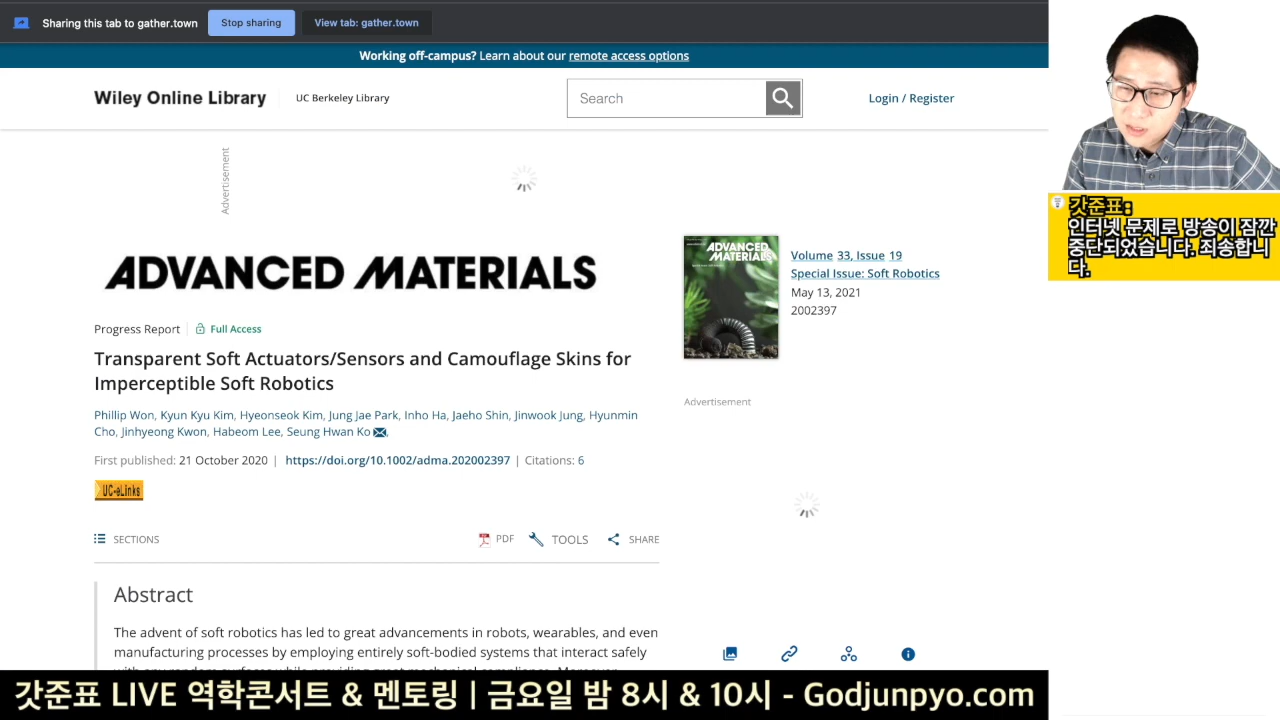 Sharing this tab to gather.town
Stop sharing
View tab: gather.town
Working off-campus? Learn about our remote access options
Wiley Online Library
UC Berkeley Library
Search
Login / Register
Advertisement
ADVANCED MATERIALS
ADVANCED
MATERIALS
Volume 33, Issue 19
Special Issue: Soft Robotics
May 13, 2021
2002397
Progress Report
Full Access
Transparent Soft Actuators/Sensors and Camouflage Skins for
Imperceptible Soft Robotics
Phillip Won, Kyun Kyu Kim, Hyeonseok Kim, Jung Jae Park, Inho Ha, Jaeho Shin, Jinwook Jung, Hyunmin
Cho, Jinhyeong Kwon, Habeom Lee, Seung Hwan Ko
First published: 21 October 2020 | https://doi.org/10.1002/adma.202002397 | Citations: 6
UC-eLinks
Advertisement
SECTIONS
PDF
TOOLS
SHARE
Abstract
The advent of soft robotics has led to great advancements in robots, wearables, and even
manufacturing processes by employing entirely soft-bodied systems that interact safely
갓준표:
인터넷 문제로 방송이 잠깐
중단되었습니다. 죄송합니
다.
갓준표 LIVE 역학콘서트 & 멘토링 | 금요일 밤 8시 & 10시 - Godjunpyo.com